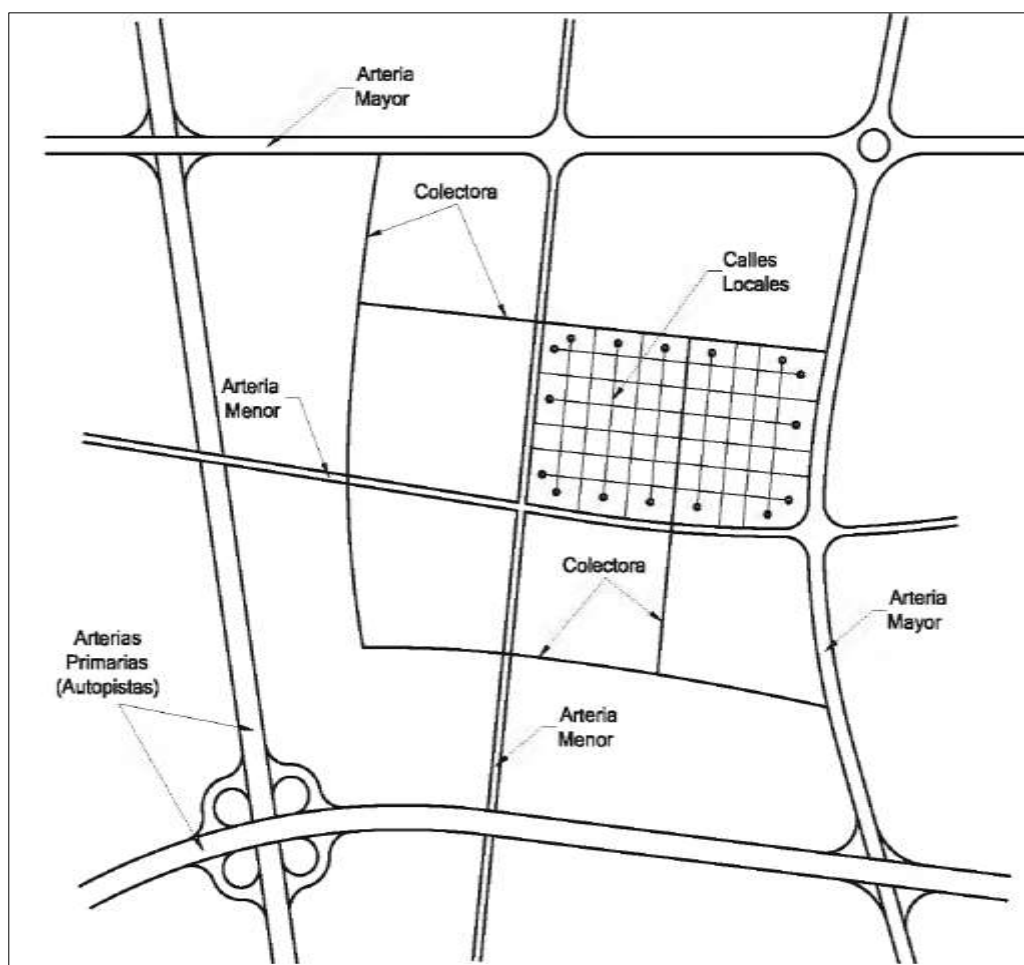 Arteria
Mayor
Colectora
Calles
Locales
Arteria
Menor
Colectora
Arteria
Mayor
Arterias
Primarias
(Autopistas)
Arteria
Menor